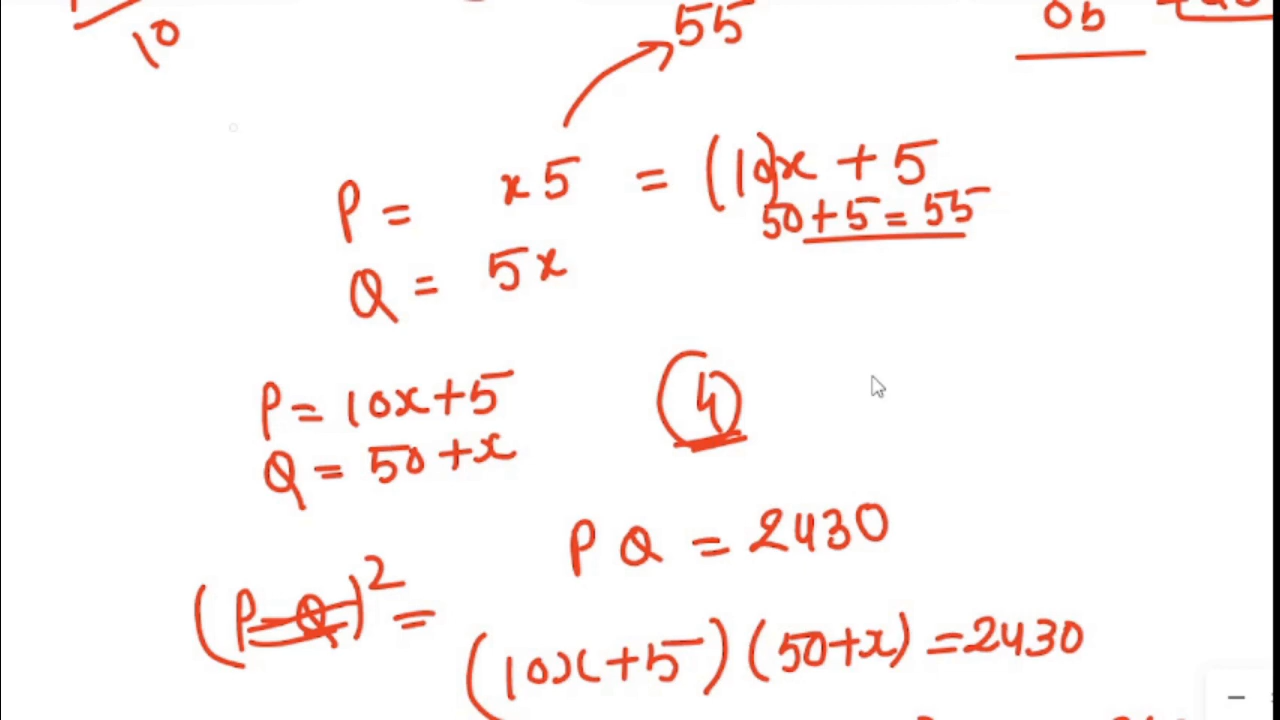 10
55
05
P = x5 = (10)x + 5
50 + 5 = 55
Q = 5x
P = 10x + 5
4
Q = 50 + x
PQ = 2430
(P - Q)² =
(10x + 5) (50 + x) = 2430